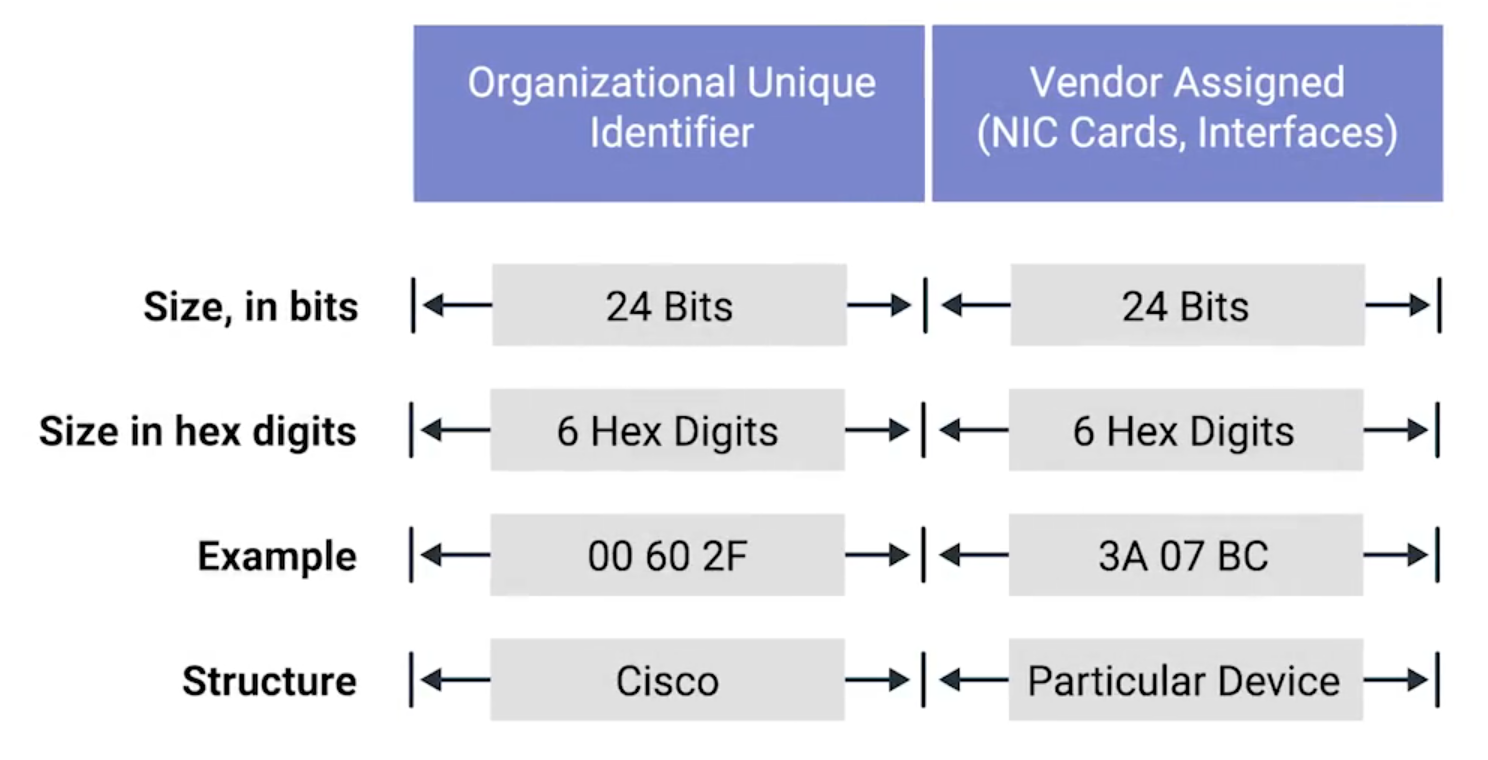 Organizational Unique
Identifier
Vendor Assigned
(NIC Cards, Interfaces)
Size, in bits
24 Bits
24 Bits
Size in hex digits
6 Hex Digits
6 Hex Digits
Example
00 60 2F
3A 07 BC
Structure
Cisco
Particular Device